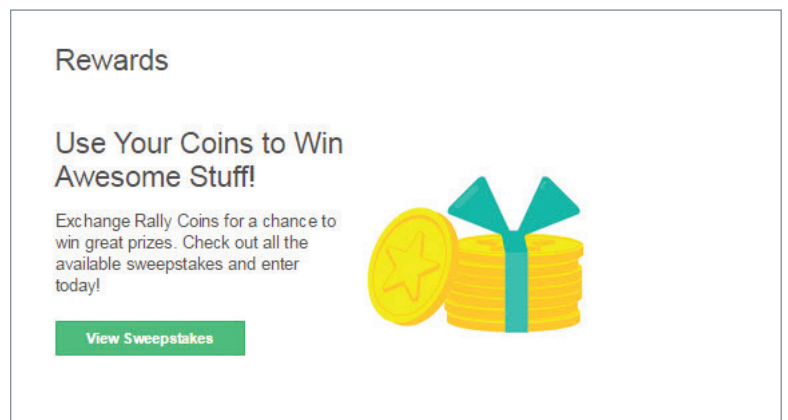 Rewards
Use Your Coins to Win
Awesome Stuff!
Exchange Rally Coins for a chance to
win great prizes. Check out all the
available sweepstakes and enter
today!
View Sweepstakes